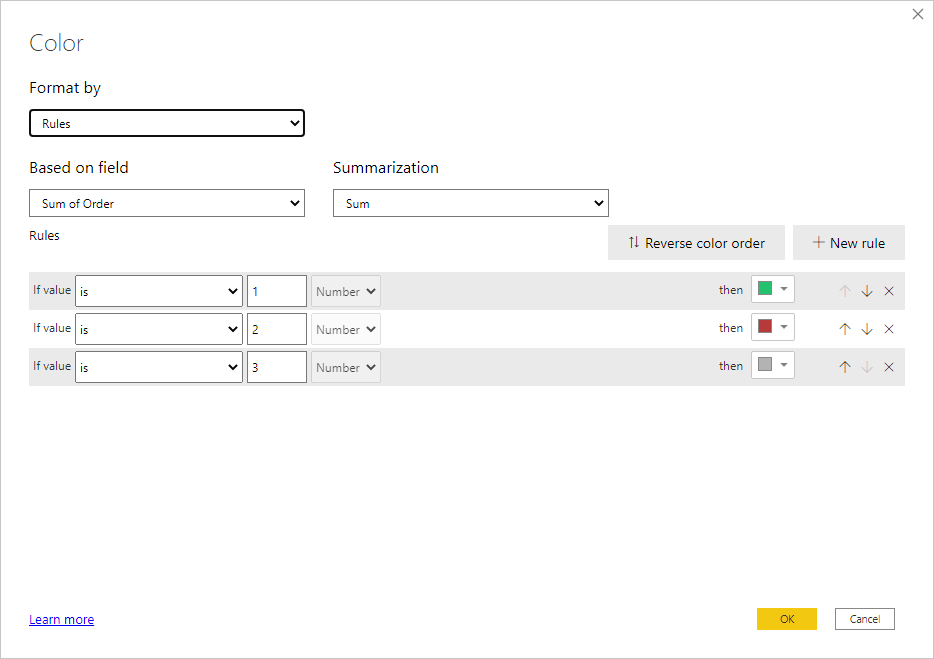 Color
Format by
Rules
Based on field Summarization
Sum of Order Sum
Rules Reverse color order New rule
If value is 1 Number then
If value is 2 Number then
If value is 3 Number then
Learn more OK Cancel